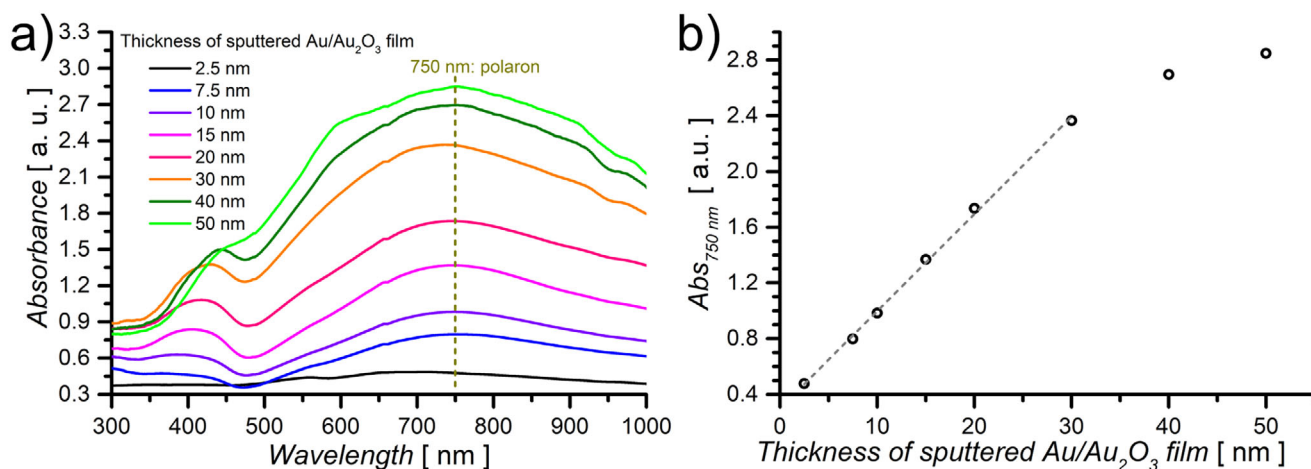 a)
Thickness of sputtered Au/Au₂O₃ film
2.5 nm
7.5 nm
10 nm
15 nm
20 nm
30 nm
40 nm
50 nm
750 nm: polaron
Absorbance [ a. u. ]
3.3
3.0
2.7
2.4
2.1
1.8
1.5
1.2
0.9
0.6
0.3
300 400 500 600 700 800 900 1000
Wavelength [ nm ]
b)
Abs₇₅₀ ₙₘ [ a.u. ]
2.8
2.4
2.0
1.6
1.2
0.8
0.4
0 10 20 30 40 50
Thickness of sputtered Au/Au₂O₃ film [ nm ]